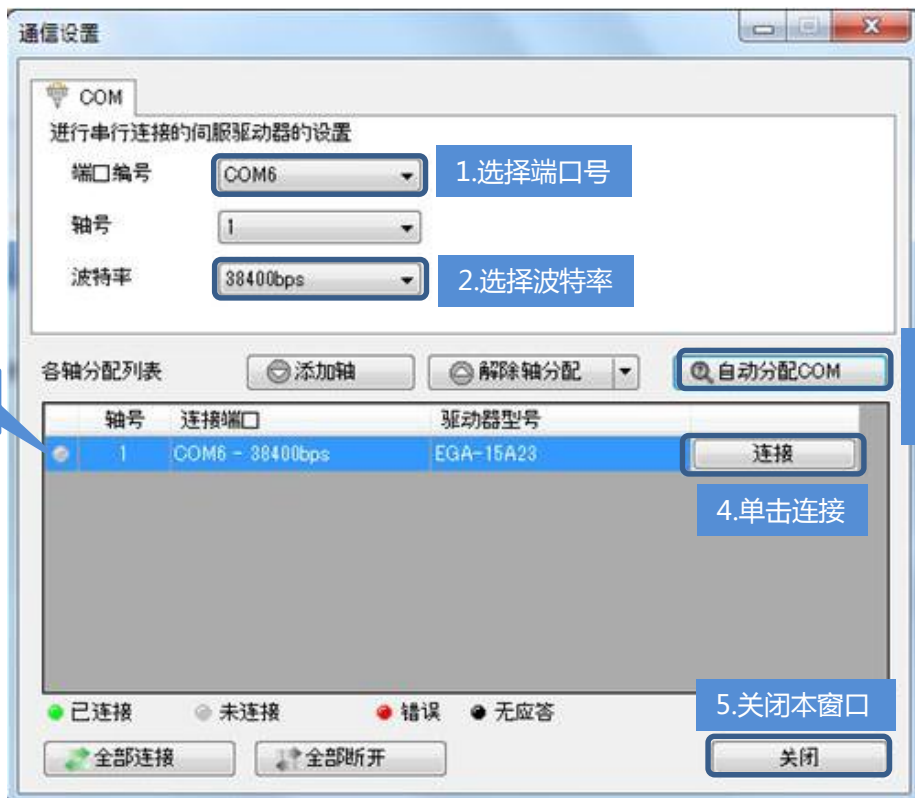 通信设置
COM
进行串行连接的伺服驱动器的设置
端口编号 COM6 1.选择端口号
轴号 1
波特率 38400bps 2.选择波特率
各轴分配列表 添加轴 解除轴分配 自动分配COM
轴号 连接端口 驱动器型号
1 COM6 - 38400bps EGA-15A23 连接
4.单击连接
已连接 未连接 错误 无应答 5.关闭本窗口
全部连接 全部断开 关闭